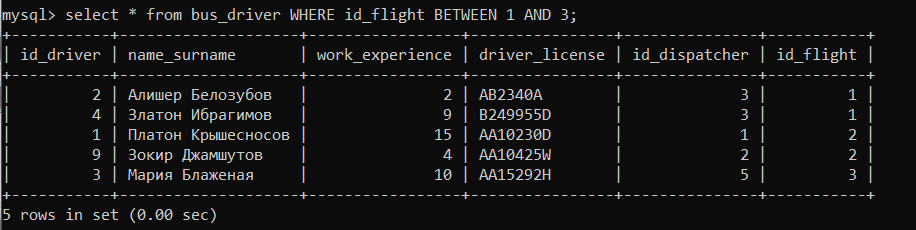 mysql> select * from bus_driver WHERE id_flight BETWEEN 1 AND 3;
+-----------+-------------------+-----------------+----------------+---------------+-----------+
| id_driver | name_surname      | work_experience | driver_license | id_dispatcher | id_flight |
+-----------+-------------------+-----------------+----------------+---------------+-----------+
|         2 | Алишер Белозубов  |               2 | AB2340A        |             3 |         1 |
|         4 | Златон Ибрагимов  |               9 | B249955D       |             3 |         1 |
|         1 | Платон Крышесносов |              15 | AA10230D       |             1 |         2 |
|         9 | Зокир Джамшутов   |               4 | AA10425W       |             2 |         2 |
|         3 | Мария Блаженая    |              10 | AA15292H       |             5 |         3 |
+-----------+-------------------+-----------------+----------------+---------------+-----------+
5 rows in set (0.00 sec)